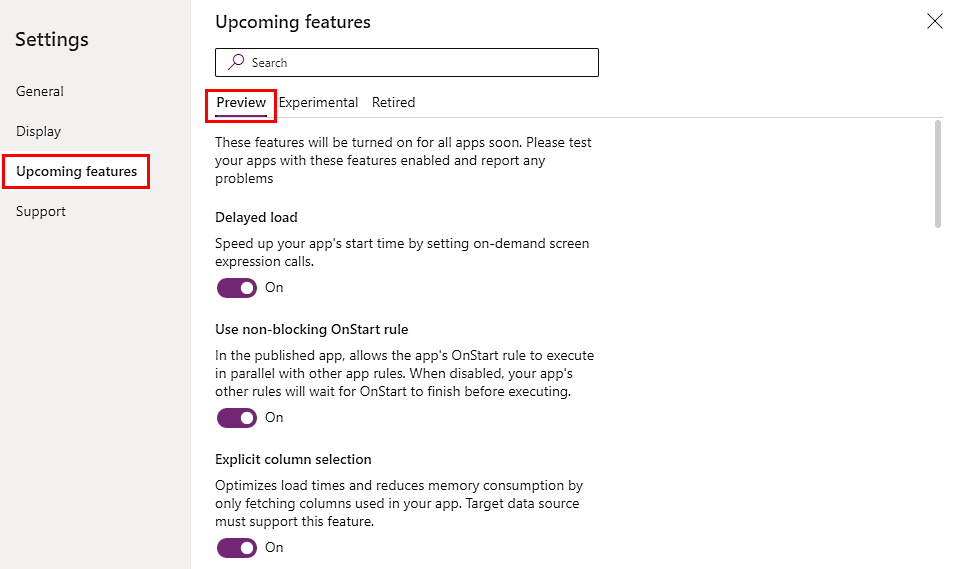 Settings
General
Display
Upcoming features
Support
Upcoming features
Search
Preview Experimental Retired
These features will be turned on for all apps soon. Please test
your apps with these features enabled and report any
problems
Delayed load
Speed up your app's start time by setting on-demand screen
expression calls.
On
Use non-blocking OnStart rule
In the published app, allows the app's OnStart rule to execute
in parallel with other app rules. When disabled, your app's
other rules will wait for OnStart to finish before executing.
On
Explicit column selection
Optimizes load times and reduces memory consumption by
only fetching columns used in your app. Target data source
must support this feature.
On